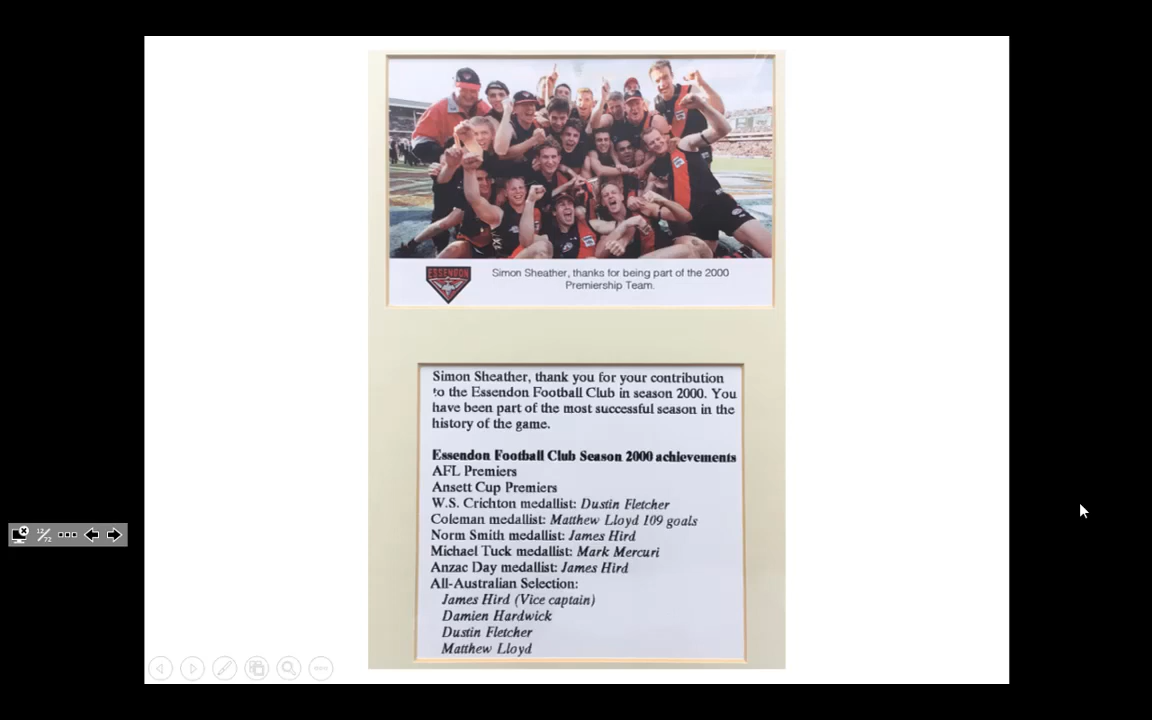 ESSENDON
Simon Sheather, thanks for being part of the 2000
Premiership Team.
Simon Sheather, thank you for your contribution
to the Essendon Football Club in season 2000. You
have been part of the most successful season in the
history of the game.
Essendon Football Club Season 2000 achievements
AFL Premiers
Ansett Cup Premiers
W.S. Crichton medallist: Dustin Fletcher
Coleman medallist: Matthew Lloyd 109 goals
Norm Smith medallist: James Hird
Michael Tuck medallist: Mark Mercuri
Anzac Day medallist: James Hird
All-Australian Selection:
James Hird (Vice captain)
Damien Hardwick
Dustin Fletcher
Matthew Lloyd
12/72